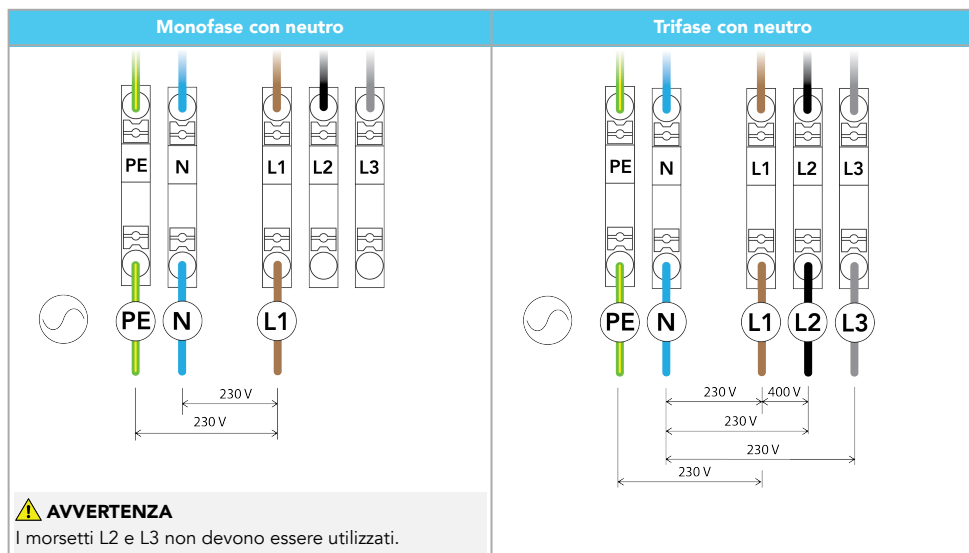 Monofase con neutro
PE N L1 L2 L3
PE N L1
230 V
230 V
AVVERTENZA
I morsetti L2 e L3 non devono essere utilizzati.
Trifase con neutro
PE N L1 L2 L3
PE N L1 L2 L3
230 V 400 V
230 V
230 V
230 V